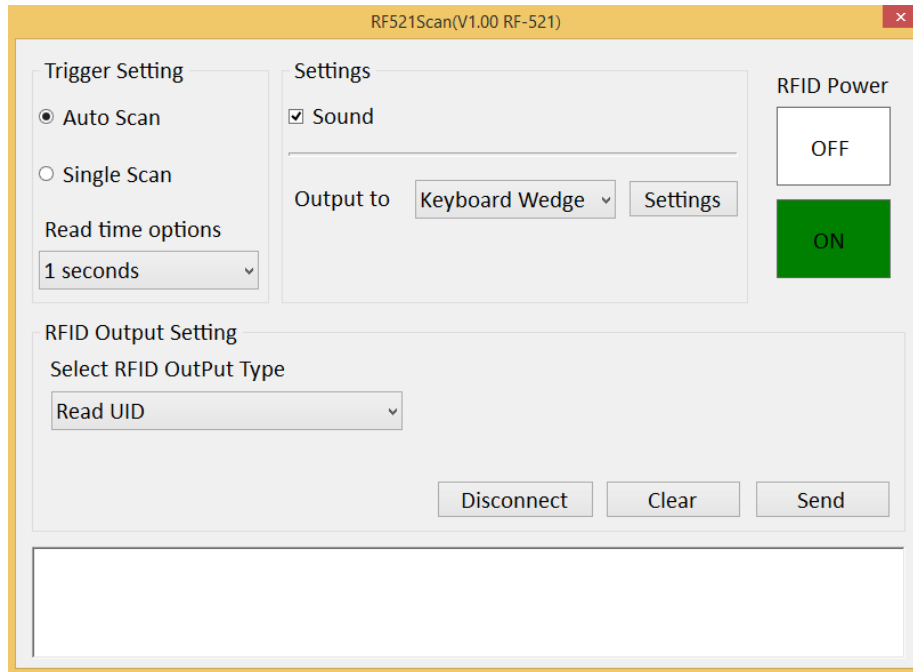 RF521Scan(V1.00 RF-521)
Trigger Setting
Auto Scan
Single Scan
Read time options
1 seconds
Settings
Sound
Output to Keyboard Wedge Settings
RFID Power
OFF
ON
RFID Output Setting
Select RFID OutPut Type
Read UID
Disconnect Clear Send